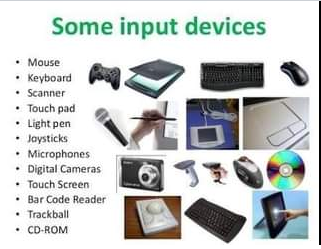 Some input devices
• Mouse
• Keyboard
• Scanner
• Touch pad
• Light pen
• Joysticks
• Microphones
• Digital Cameras
• Touch Screen
• Bar Code Reader
• Trackball
• CD-ROM